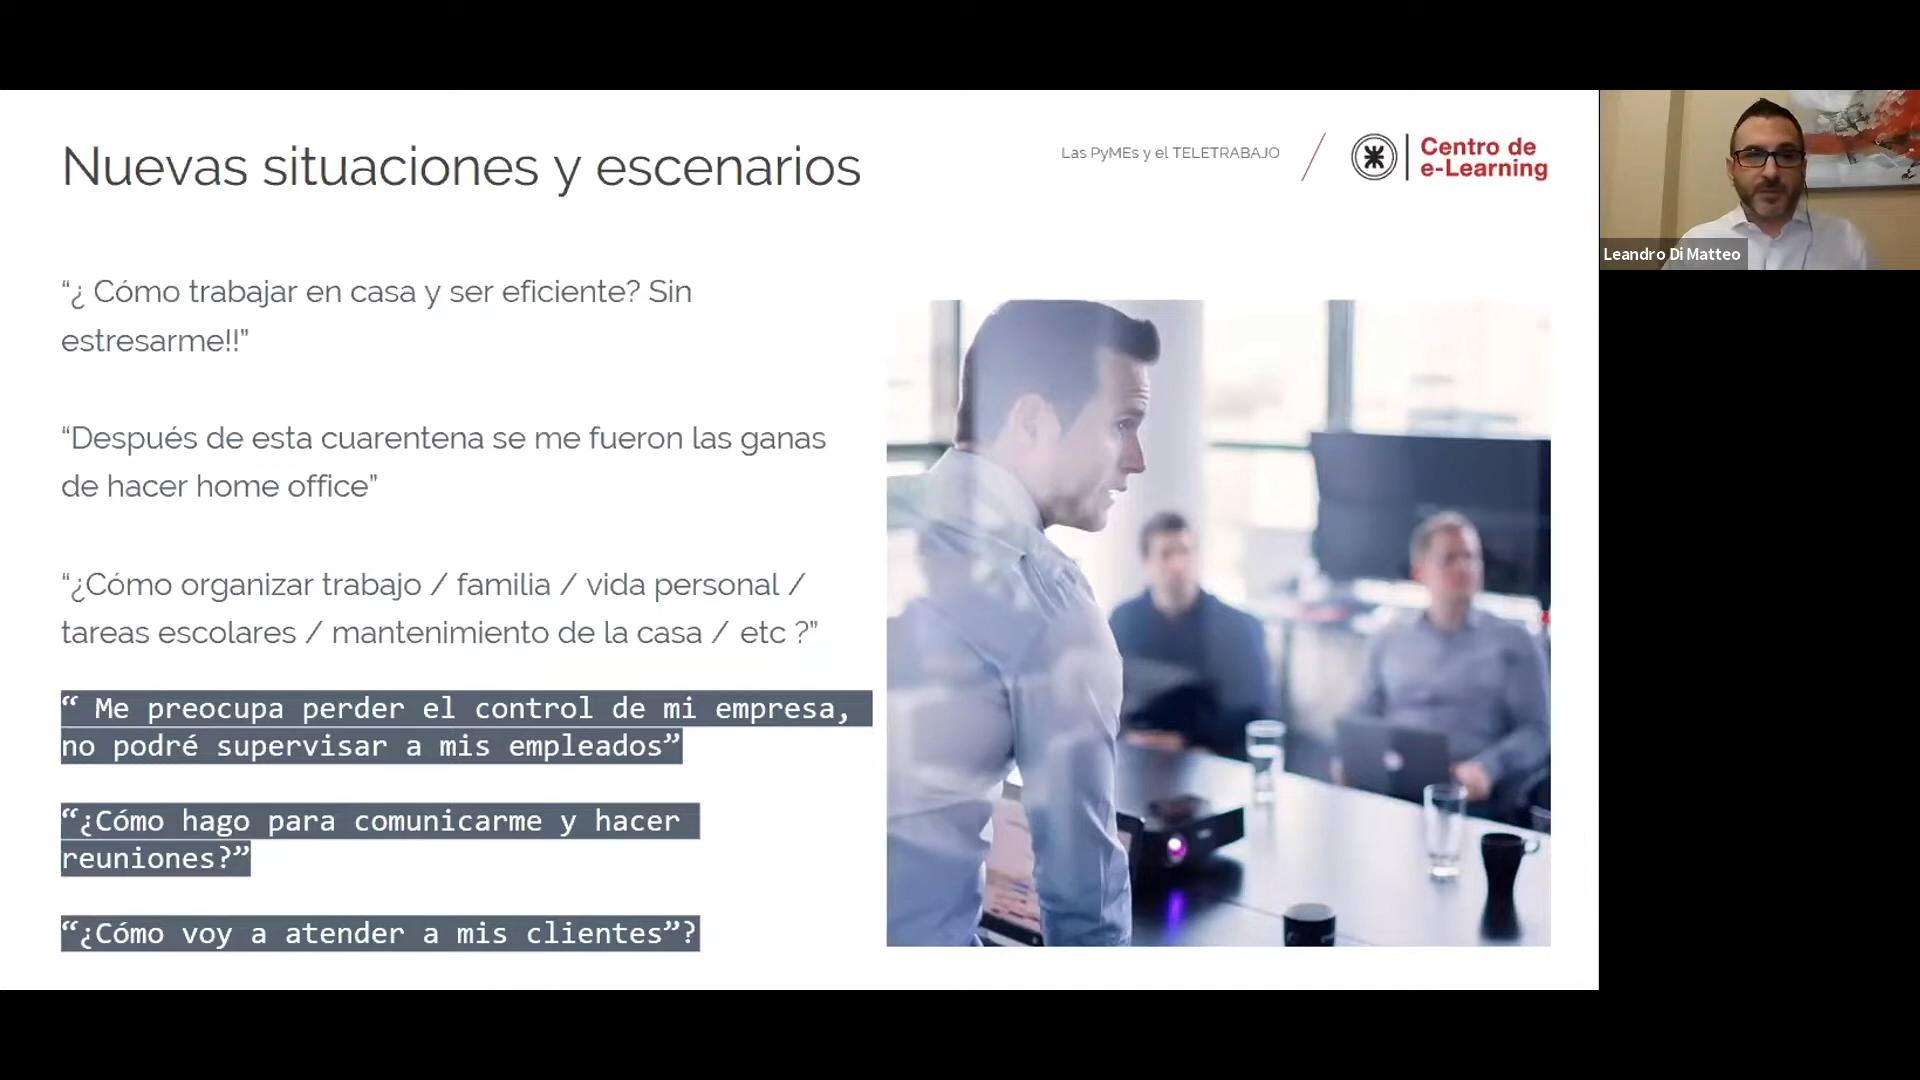 Nuevas situaciones y escenarios
Las PyMEs y el TELETRABAJO
Centro de
e-Learning
Leandro Di Matteo
“¿ Cómo trabajar en casa y ser eficiente? Sin
estresarme!!”
“Después de esta cuarentena se me fueron las ganas
de hacer home office”
“¿Cómo organizar trabajo / familia / vida personal /
tareas escolares / mantenimiento de la casa / etc ?”
“ Me preocupa perder el control de mi empresa,
no podré supervisar a mis empleados”
“¿Cómo hago para comunicarme y hacer
reuniones?”
“¿Cómo voy a atender a mis clientes”?